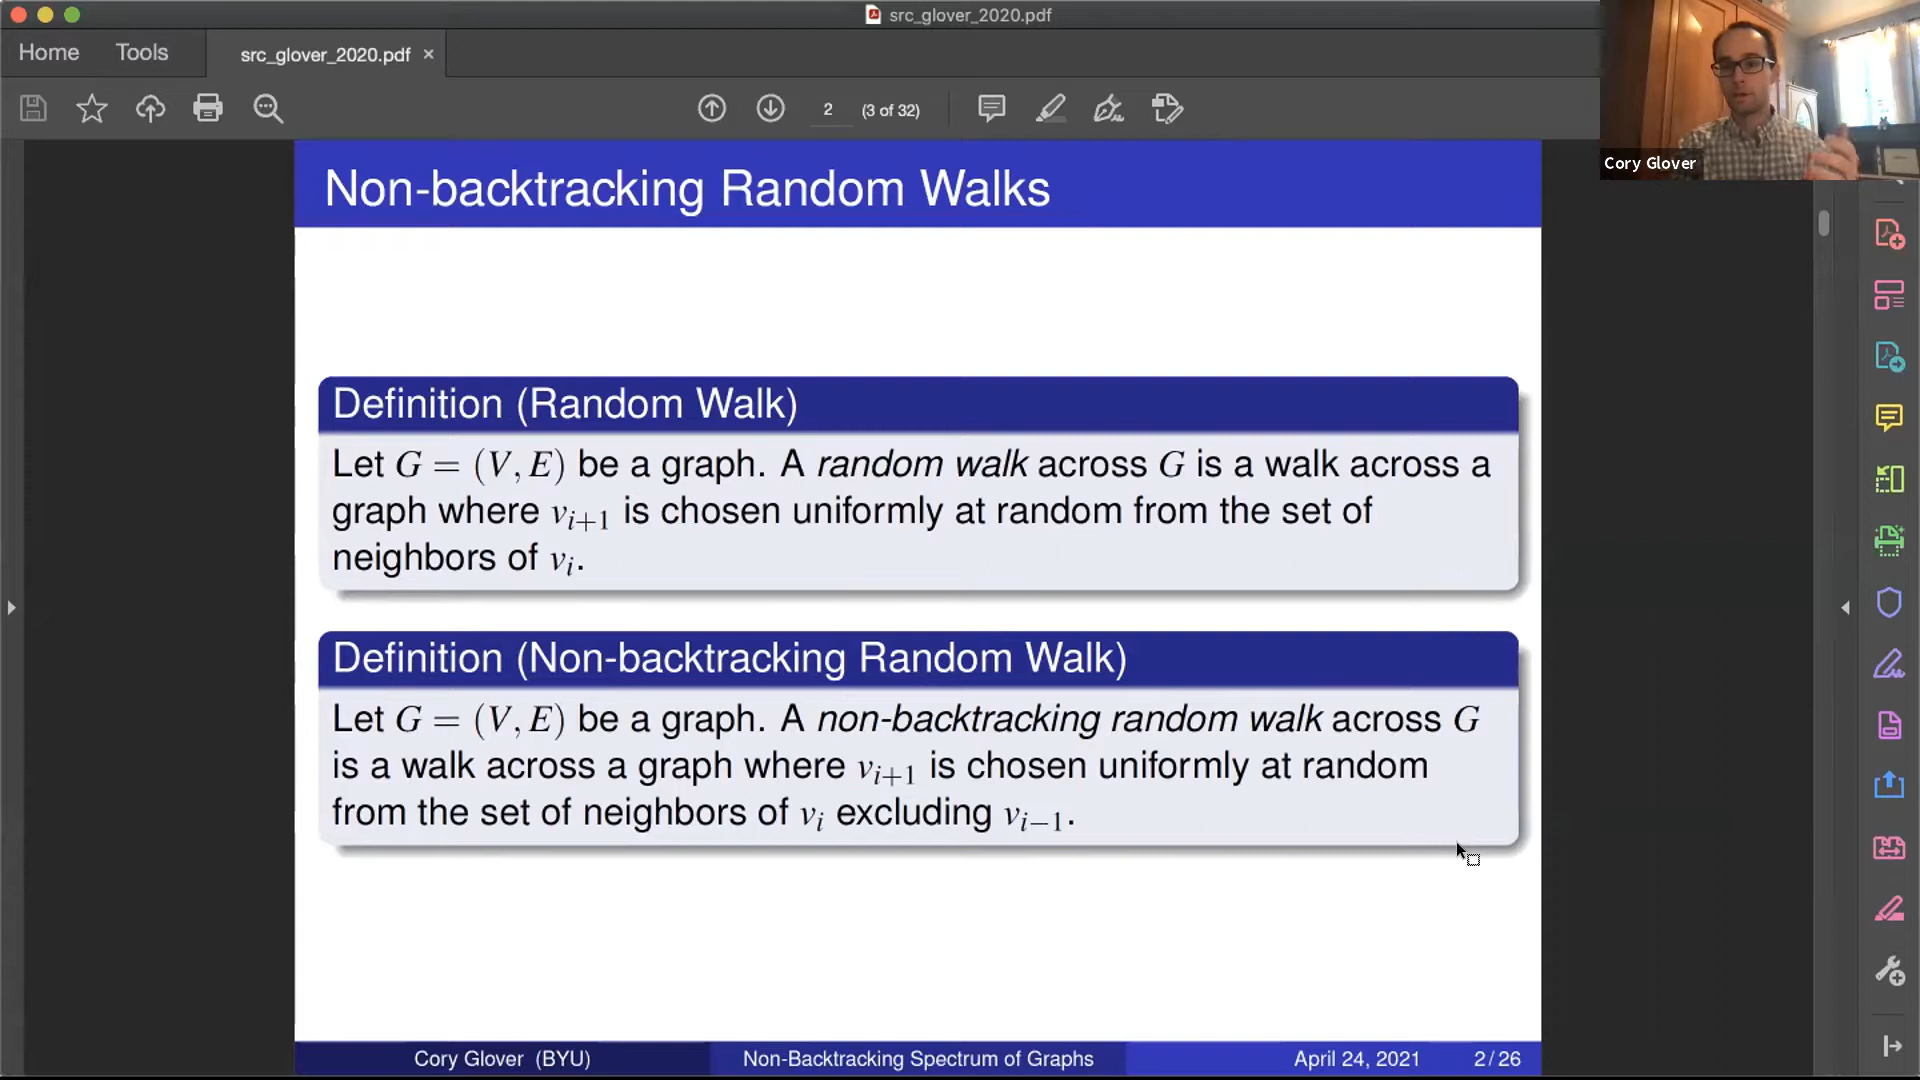 src_glover_2020.pdf
Home
Tools
src_glover_2020.pdf ×
2 (3 of 32)
Cory Glover
Non-backtracking Random Walks
Definition (Random Walk)
Let G = (V, E) be a graph. A random walk across G is a walk across a
graph where v_{i+1} is chosen uniformly at random from the set of
neighbors of v_i.
Definition (Non-backtracking Random Walk)
Let G = (V, E) be a graph. A non-backtracking random walk across G
is a walk across a graph where v_{i+1} is chosen uniformly at random
from the set of neighbors of v_i excluding v_{i−1}.
Cory Glover (BYU)
Non-Backtracking Spectrum of Graphs
April 24, 2021
2 / 26